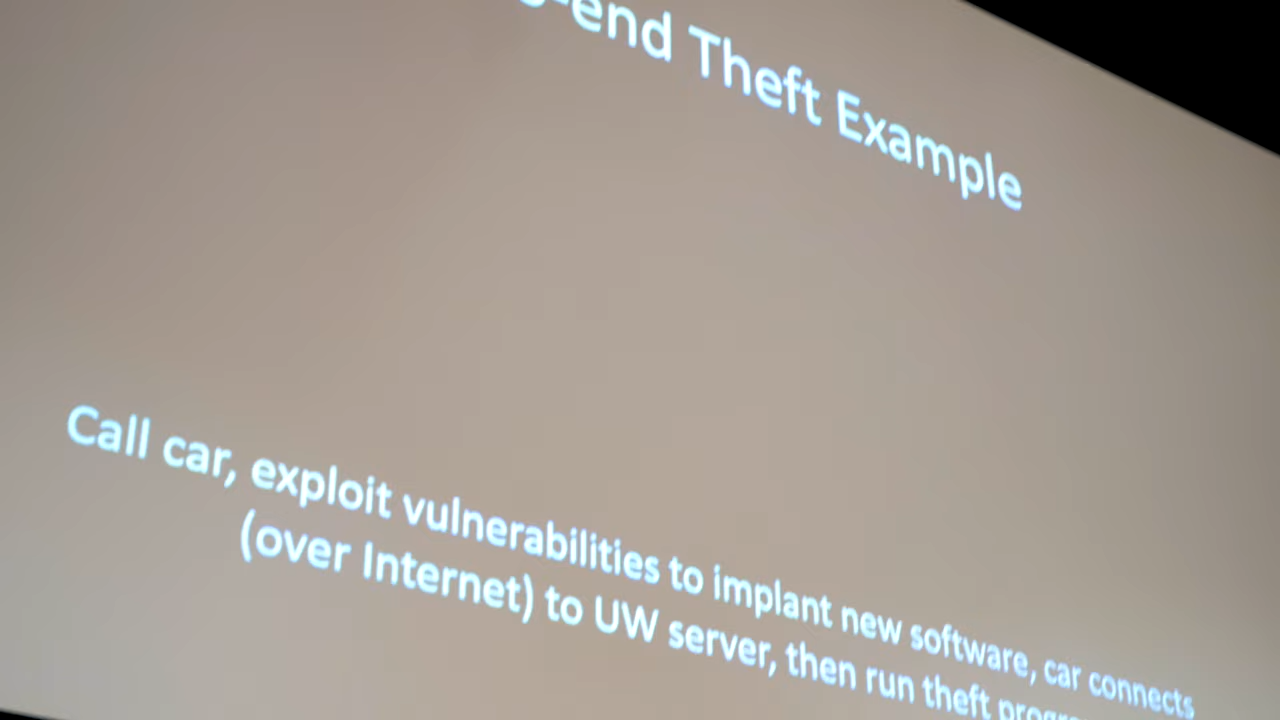 -end Theft Example
Call car, exploit vulnerabilities to implant new software, car connects
(over Internet) to UW server, then run theft